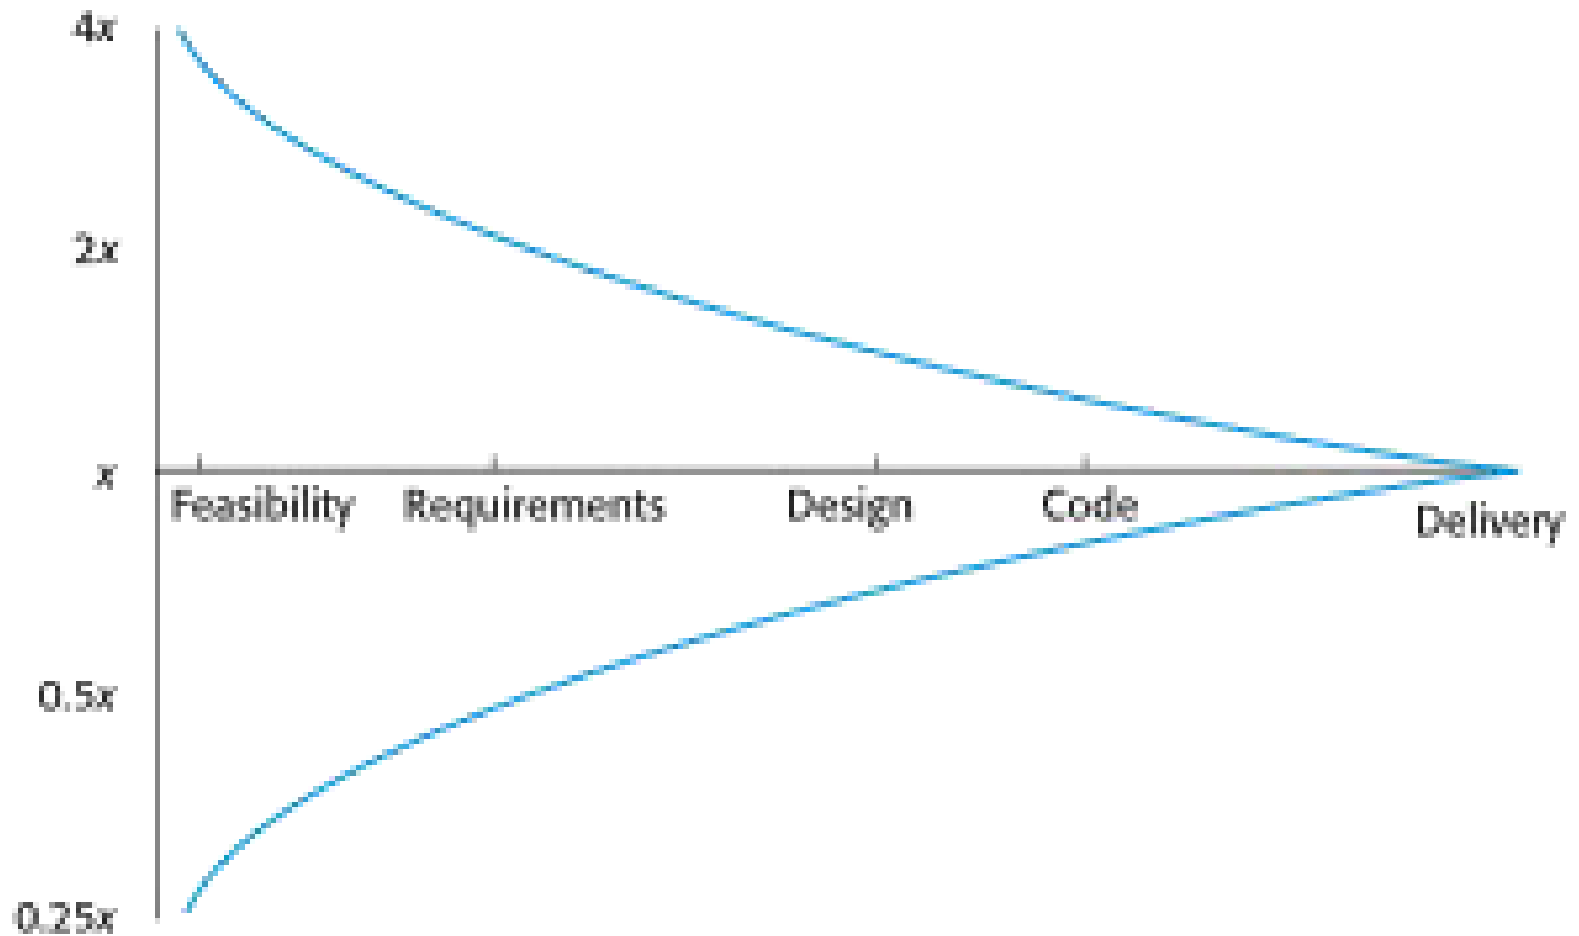 4x
2x
x
Feasibility Requirements Design Code
Delivery
0.5x
0.25x